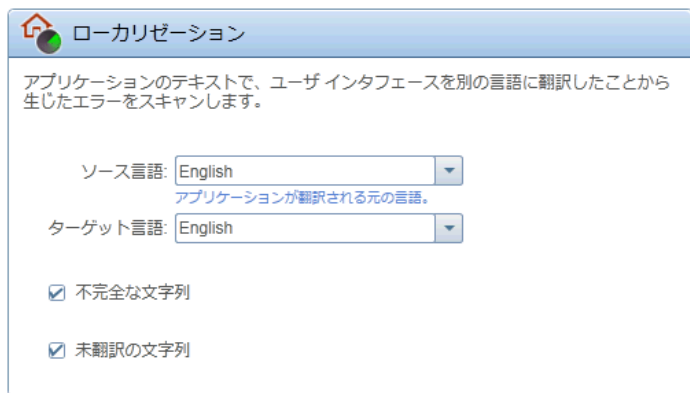 ローカリゼーション
アプリケーションのテキストで、ユーザ インタフェースを別の言語に翻訳したことから
生じたエラーをスキャンします。
ソース言語: English
アプリケーションが翻訳される元の言語。
ターゲット言語: English
不完全な文字列
未翻訳の文字列